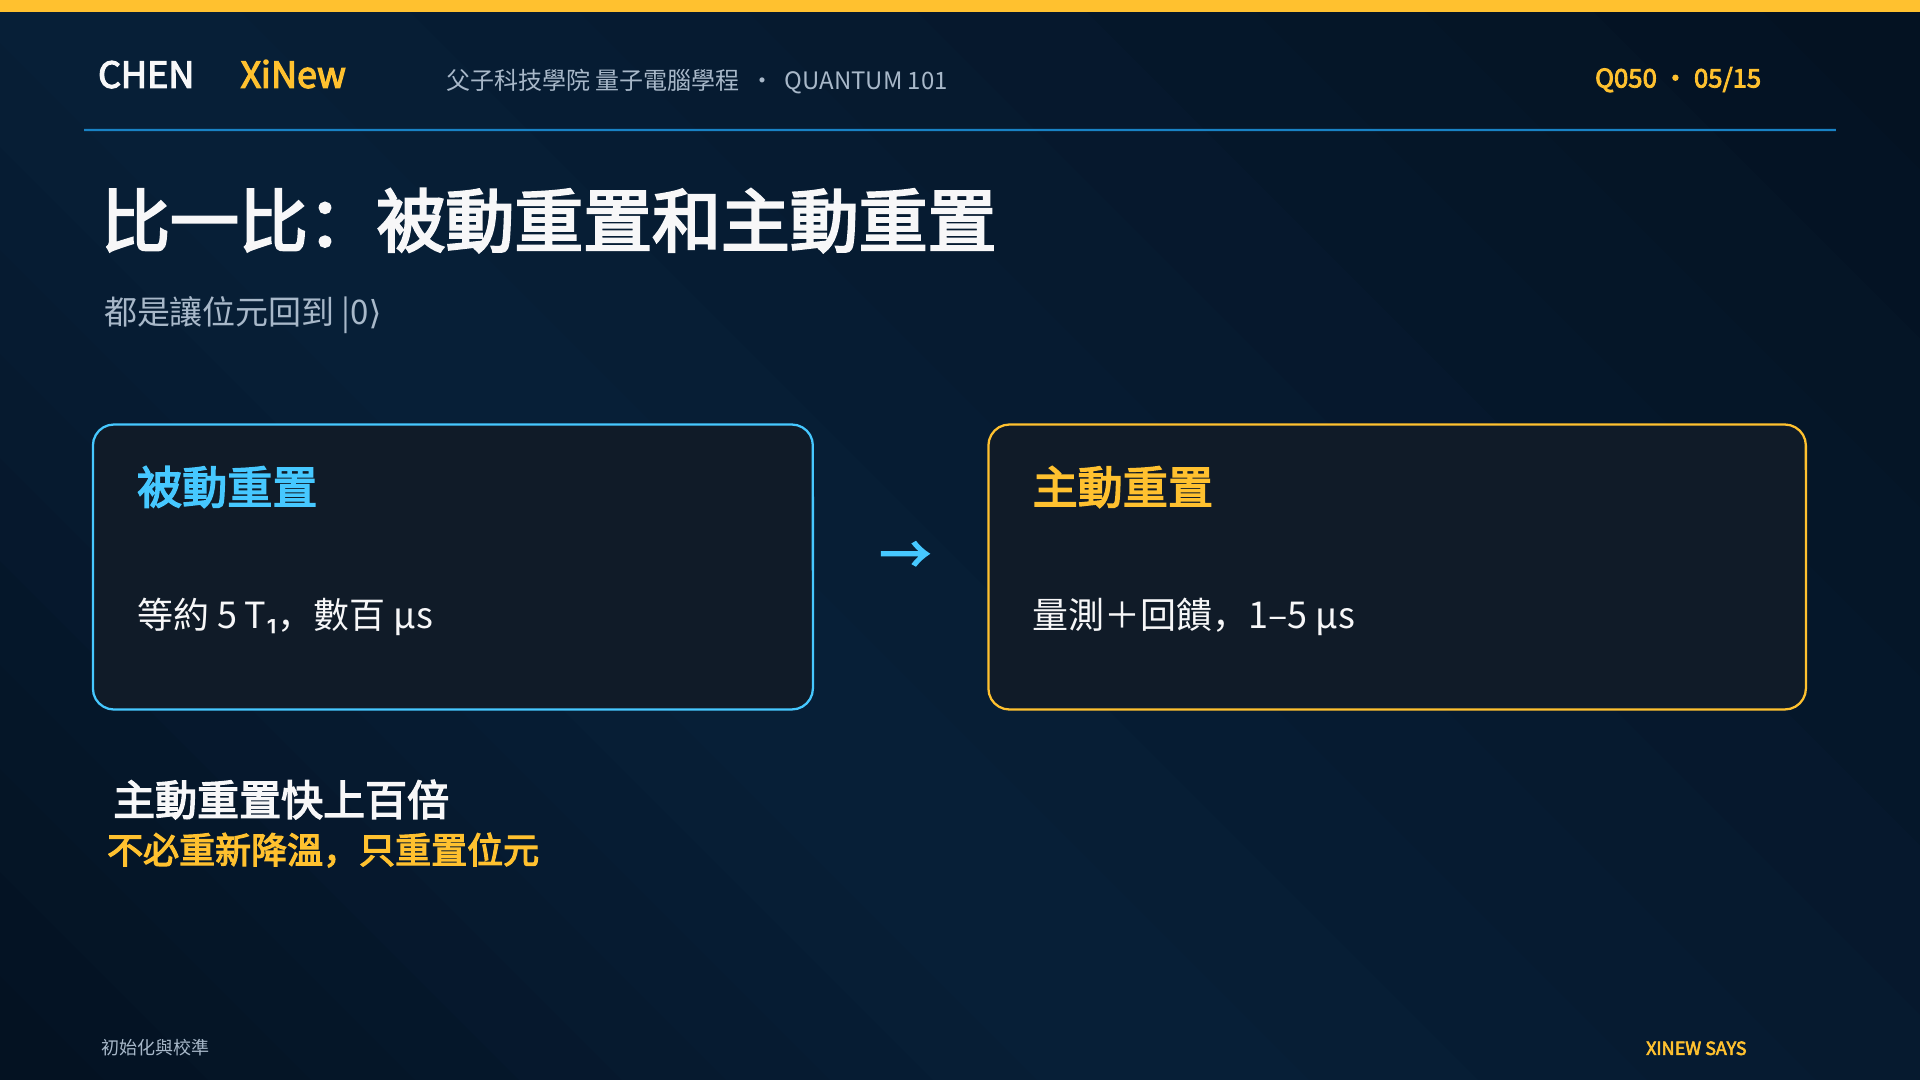 CHEN XiNew 父子科技學院 量子電腦學程 · QUANTUM 101 Q050 · 05/15
比一比：被動重置和主動重置
都是讓位元回到 |0⟩
被動重置
等約 5 T₁，數百 μs
→
主動重置
量測＋回饋，1–5 μs
主動重置快上百倍
不必重新降溫，只重置位元
初始化與校準
XINEW SAYS